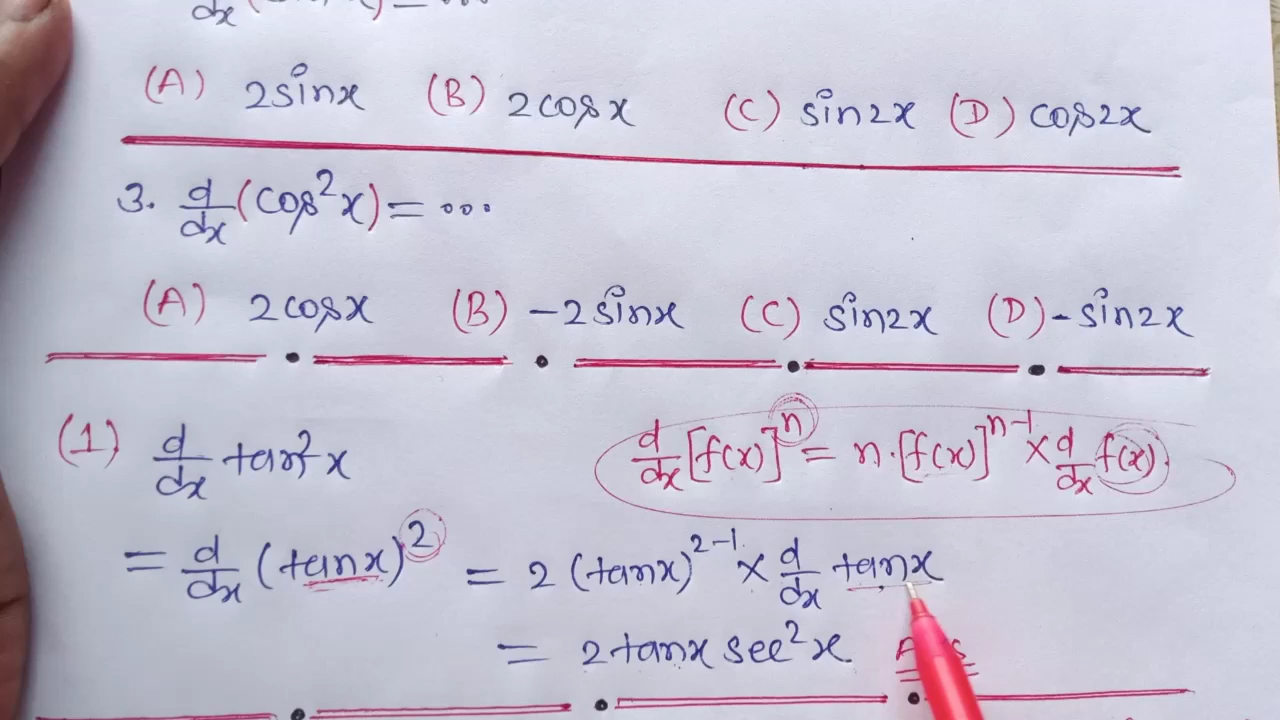 d/dx
(A) 2sinx (B) 2cosx (C) sin2x (D) cos2x
3. d/dx (cos²x) = ...
(A) 2cosx (B) -2sinx (C) sin2x (D) -sin2x
(1) d/dx tan²x
d/dx [f(x)]ⁿ = n.[f(x)]ⁿ⁻¹ × d/dx f(x).
= d/dx (tanx)² = 2(tanx)²⁻¹ × d/dx tanx
= 2tanx sec²x